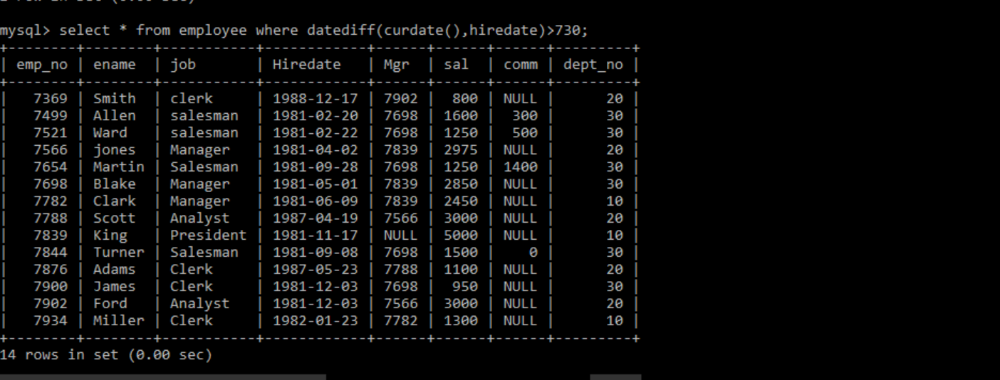 mysql> select * from employee where datediff(curdate(),hiredate)>730;
+--------+--------+-----------+------------+------+------+------+---------+
| emp_no | ename  | job       | Hiredate   | Mgr  | sal  | comm | dept_no |
+--------+--------+-----------+------------+------+------+------+---------+
|   7369 | Smith  | clerk     | 1988-12-17 | 7902 |  800 | NULL |      20 |
|   7499 | Allen  | salesman  | 1981-02-20 | 7698 | 1600 |  300 |      30 |
|   7521 | Ward   | salesman  | 1981-02-22 | 7698 | 1250 |  500 |      30 |
|   7566 | jones  | Manager   | 1981-04-02 | 7839 | 2975 | NULL |      20 |
|   7654 | Martin | Salesman  | 1981-09-28 | 7698 | 1250 | 1400 |      30 |
|   7698 | Blake  | Manager   | 1981-05-01 | 7839 | 2850 | NULL |      30 |
|   7782 | Clark  | Manager   | 1981-06-09 | 7839 | 2450 | NULL |      10 |
|   7788 | Scott  | Analyst   | 1987-04-19 | 7566 | 3000 | NULL |      20 |
|   7839 | King   | President | 1981-11-17 | NULL | 5000 | NULL |      10 |
|   7844 | Turner | Salesman  | 1981-09-08 | 7698 | 1500 |    0 |      30 |
|   7876 | Adams  | Clerk     | 1987-05-23 | 7788 | 1100 | NULL |      20 |
|   7900 | James  | Clerk     | 1981-12-03 | 7698 |  950 | NULL |      30 |
|   7902 | Ford   | Analyst   | 1981-12-03 | 7566 | 3000 | NULL |      20 |
|   7934 | Miller | Clerk     | 1982-01-23 | 7782 | 1300 | NULL |      10 |
+--------+--------+-----------+------------+------+------+------+---------+
14 rows in set (0.00 sec)